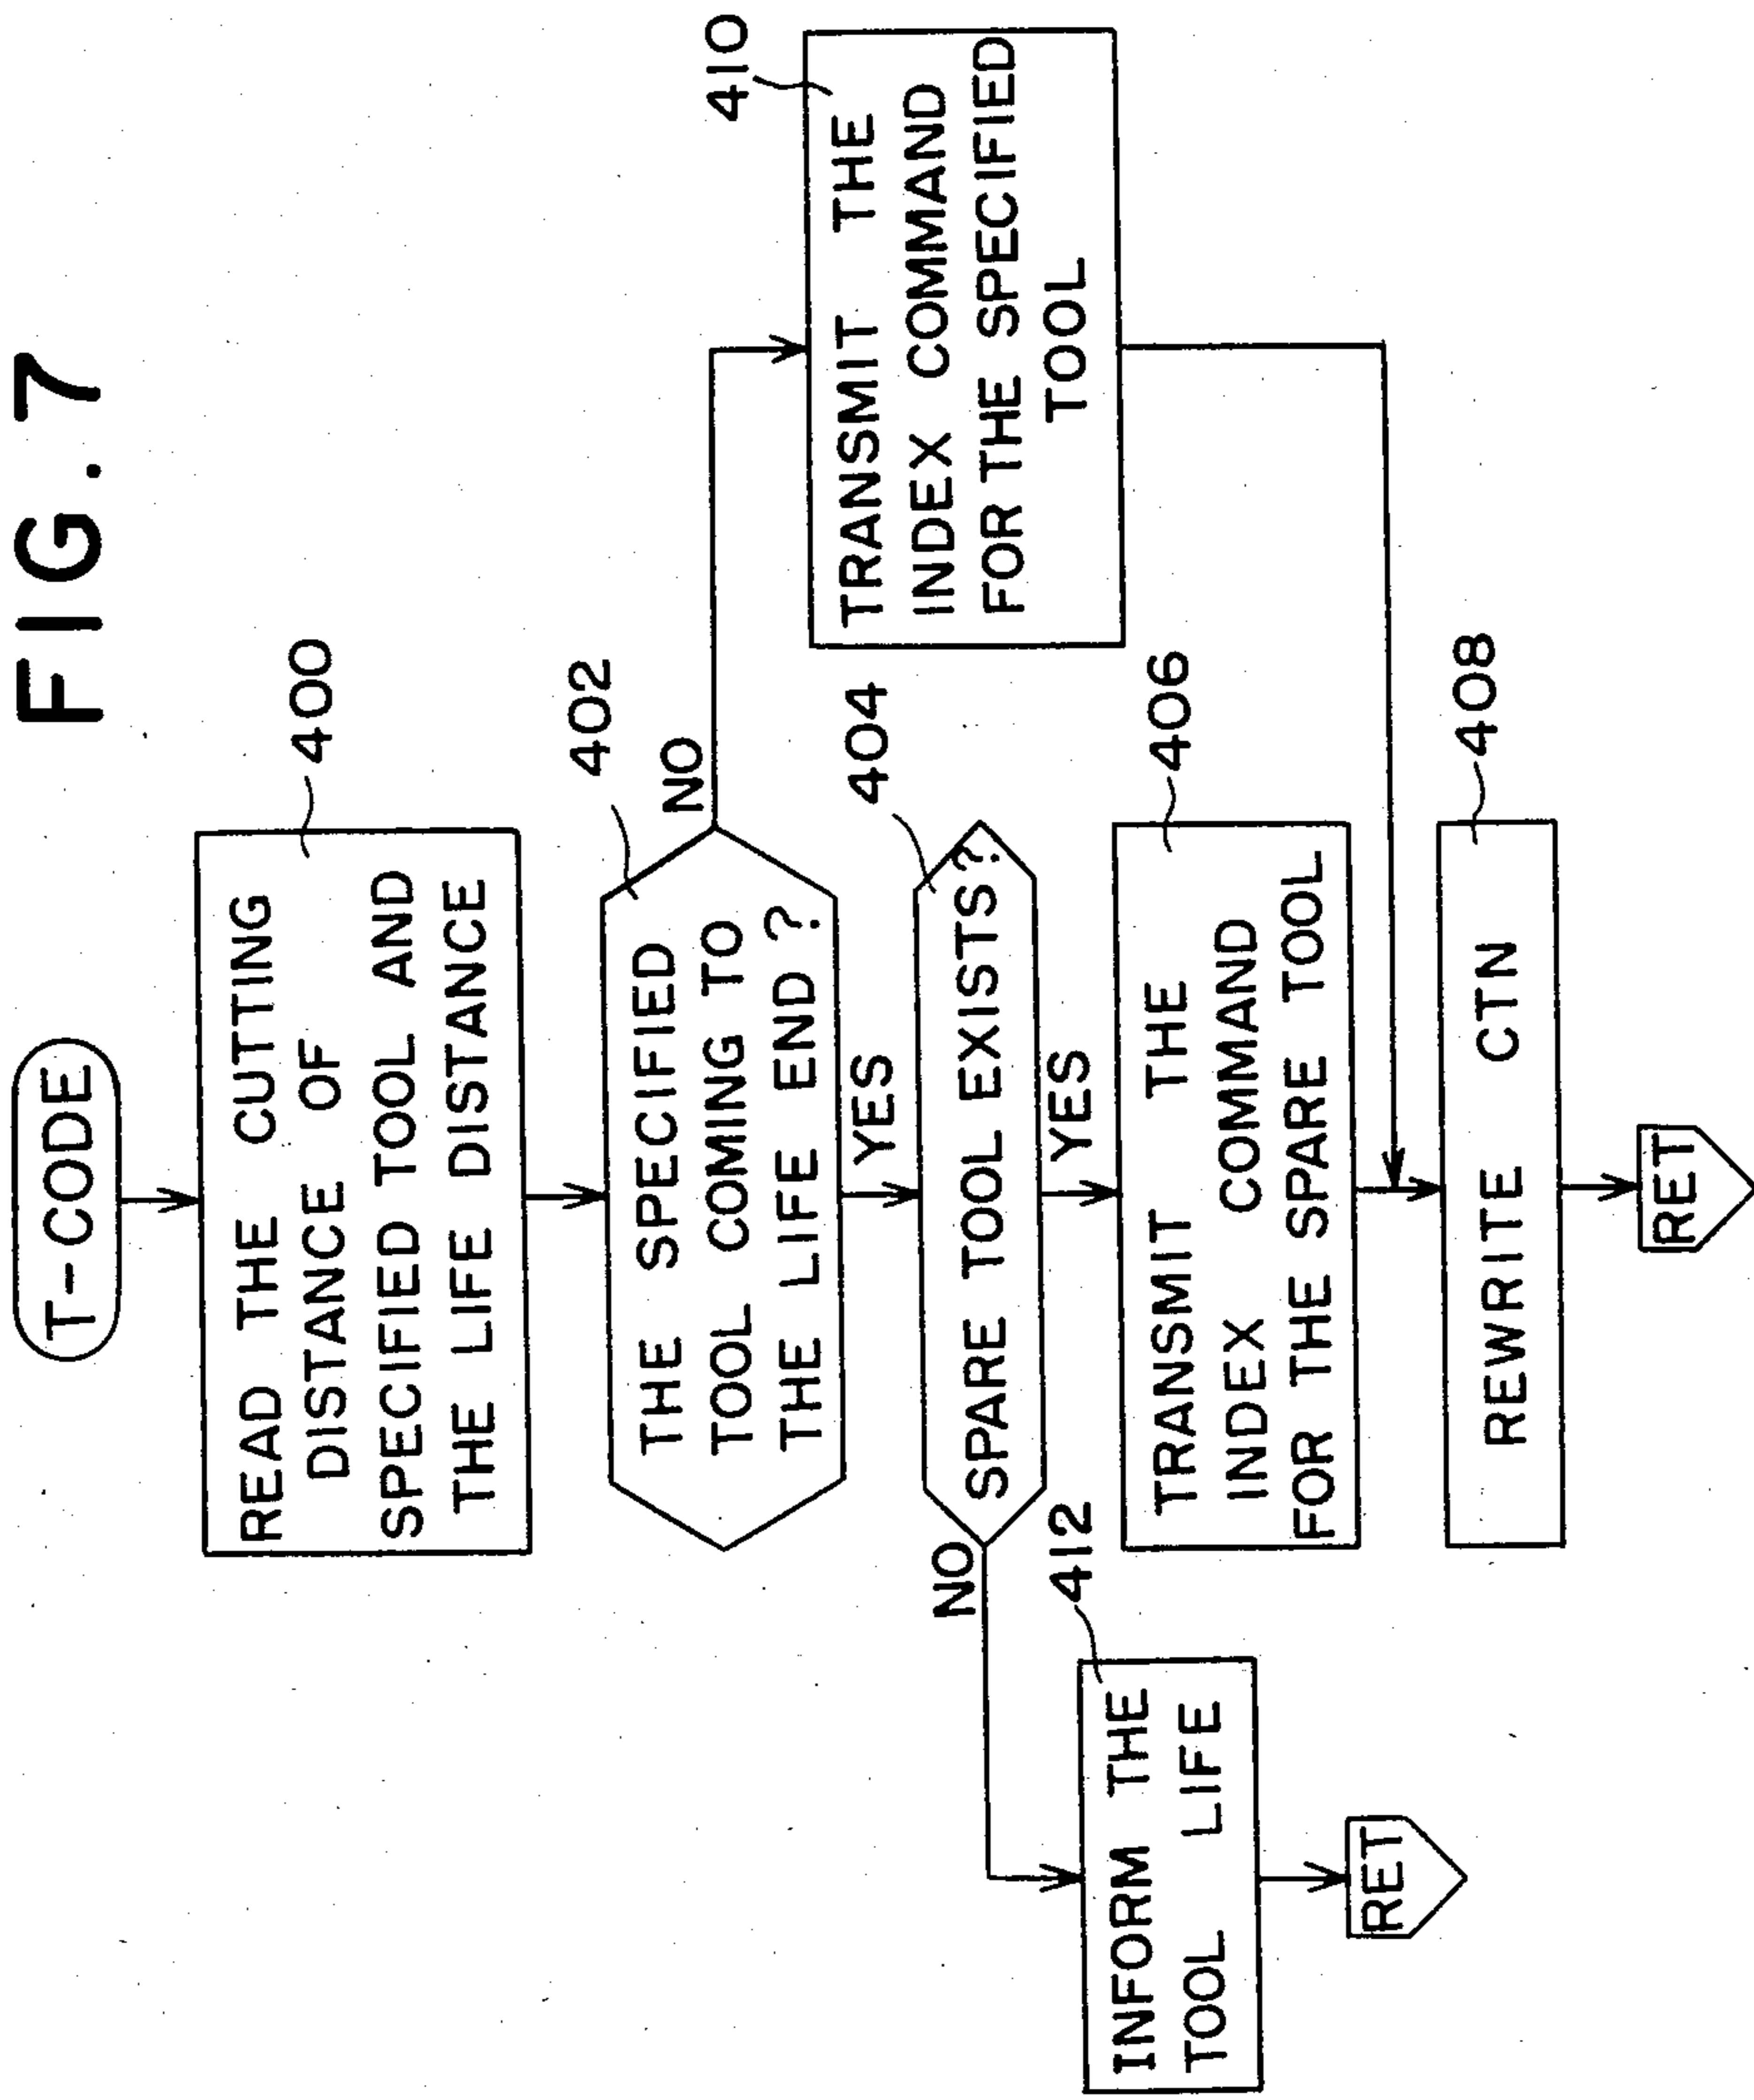 FIG.7
T-CODE
400
READ THE CUTTING
DISTANCE OF
SPECIFIED TOOL AND
THE LIFE DISTANCE
402
THE SPECIFIED
TOOL COMING TO
THE LIFE END?
NO
YES
410
TRANSMIT THE
INDEX COMMAND
FOR THE SPECIFIED
TOOL
404
SPARE TOOL EXISTS?
NO
YES
412
INFORM THE
TOOL LIFE
RET
406
TRANSMIT THE
INDEX COMMAND
FOR THE SPARE TOOL
408
REWRITE CTN
RET